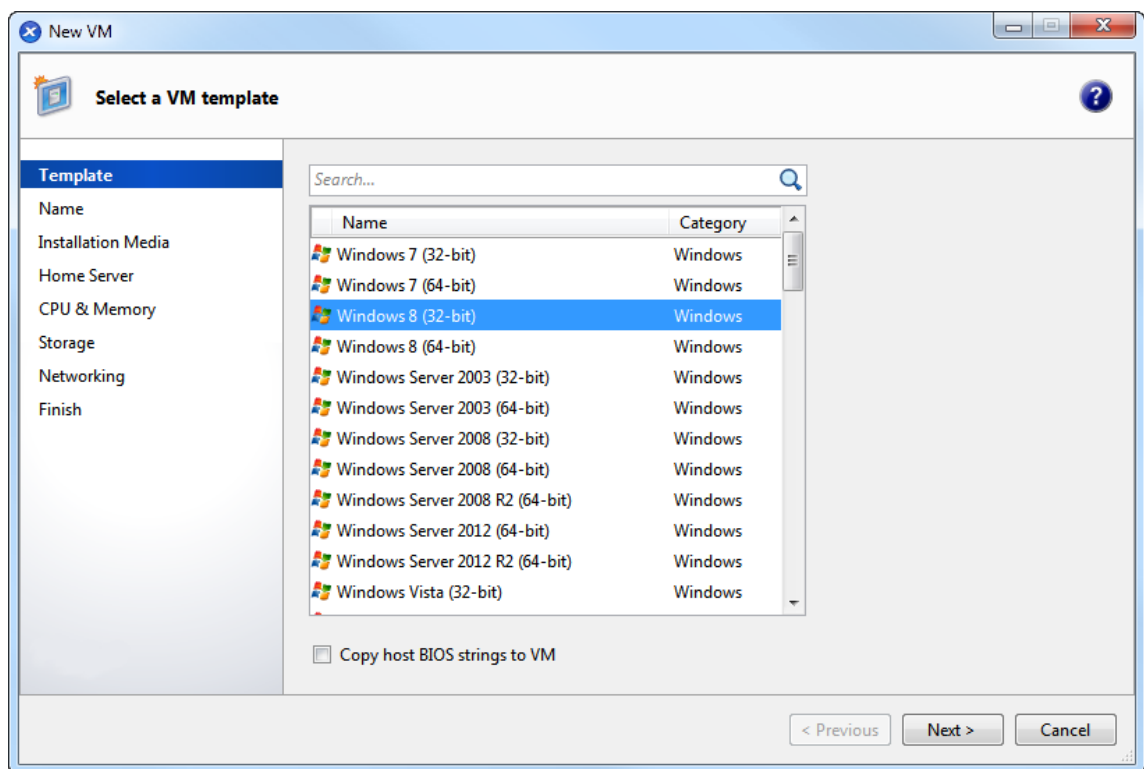 New VM
Select a VM template
?
Template
Name
Installation Media
Home Server
CPU & Memory
Storage
Networking
Finish
Search...
Name Category
Windows 7 (32-bit) Windows
Windows 7 (64-bit) Windows
Windows 8 (32-bit) Windows
Windows 8 (64-bit) Windows
Windows Server 2003 (32-bit) Windows
Windows Server 2003 (64-bit) Windows
Windows Server 2008 (32-bit) Windows
Windows Server 2008 (64-bit) Windows
Windows Server 2008 R2 (64-bit) Windows
Windows Server 2012 (64-bit) Windows
Windows Server 2012 R2 (64-bit) Windows
Windows Vista (32-bit) Windows
Copy host BIOS strings to VM
< Previous Next > Cancel